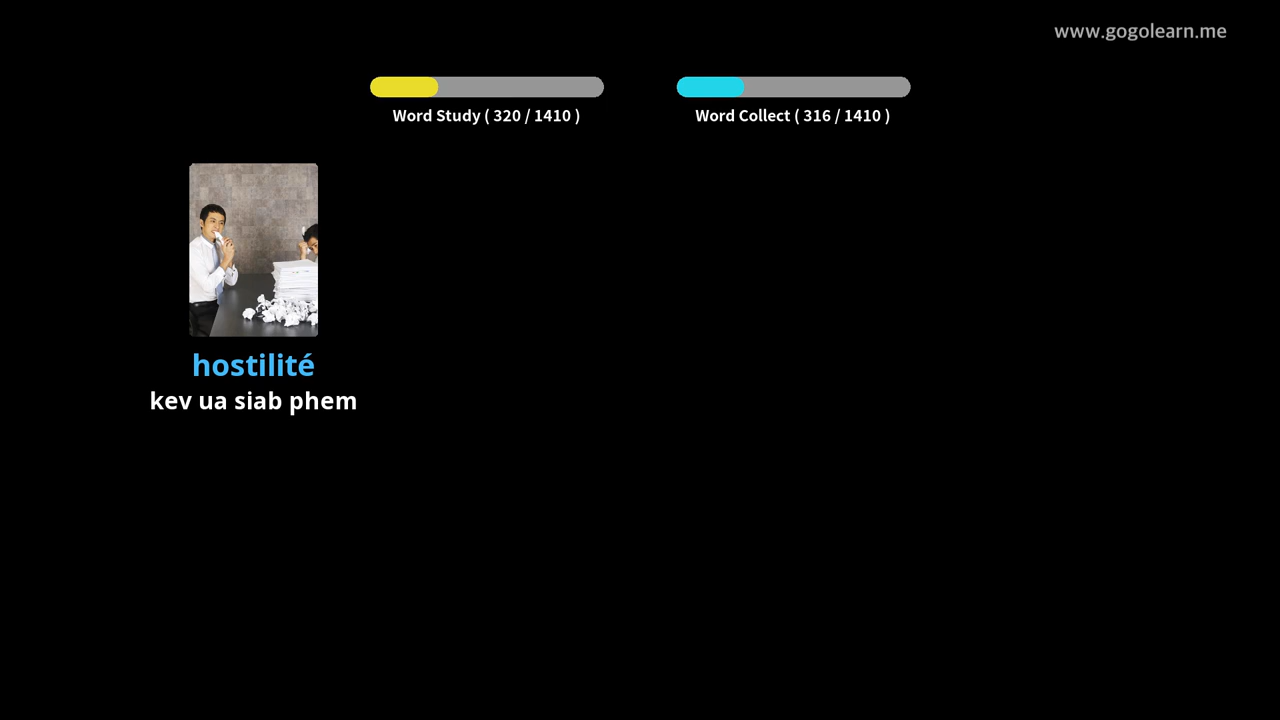 www.gogolearn.me
Word Study ( 320 / 1410 )
Word Collect ( 316 / 1410 )
hostilité
kev ua siab phem